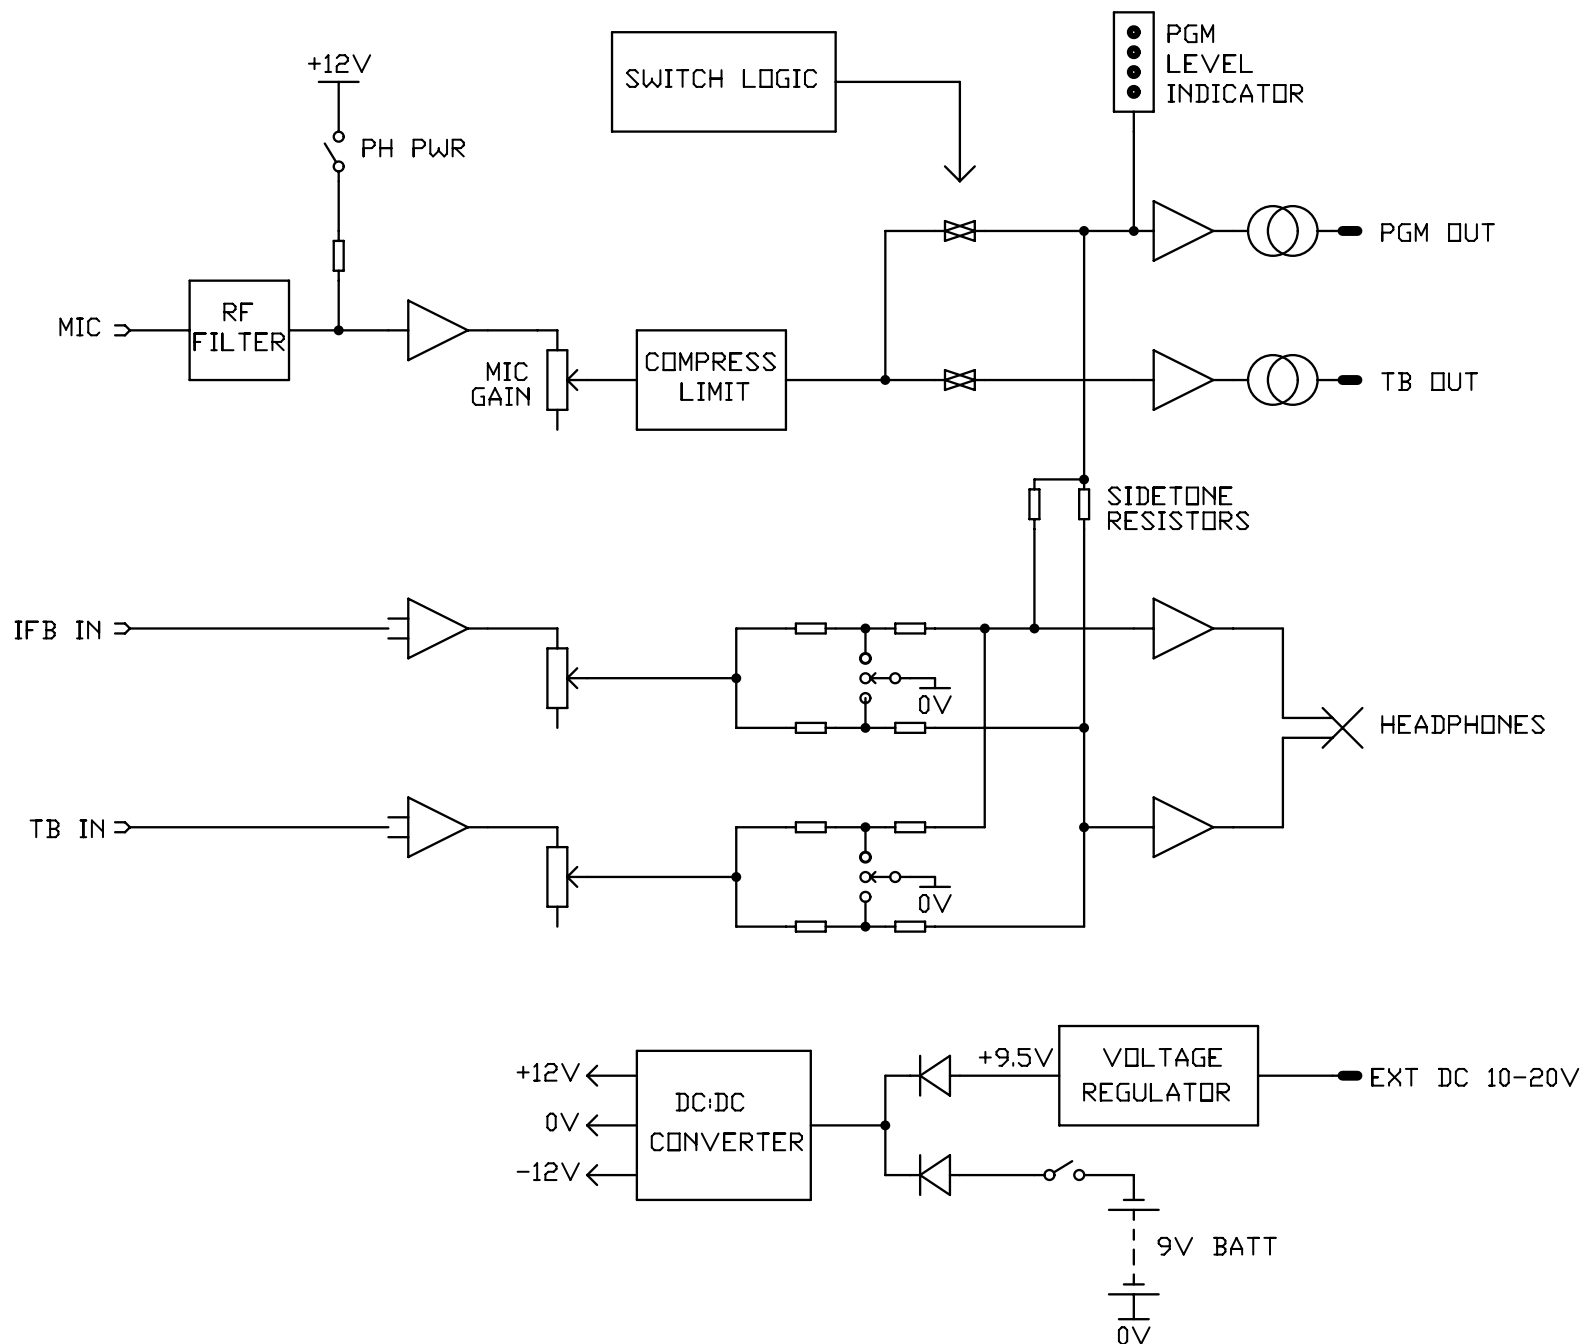 +12V
SWITCH LOGIC
PGM
LEVEL
INDICATOR
PH PWR
PGM OUT
MIC
RF
FILTER
MIC
GAIN
COMPRESS
LIMIT
TB OUT
SIDETONE
RESISTORS
IFB IN
0V
HEADPHONES
TB IN
0V
+12V
0V
-12V
DC:DC
CONVERTER
+9.5V
VOLTAGE
REGULATOR
EXT DC 10-20V
9V BATT
0V